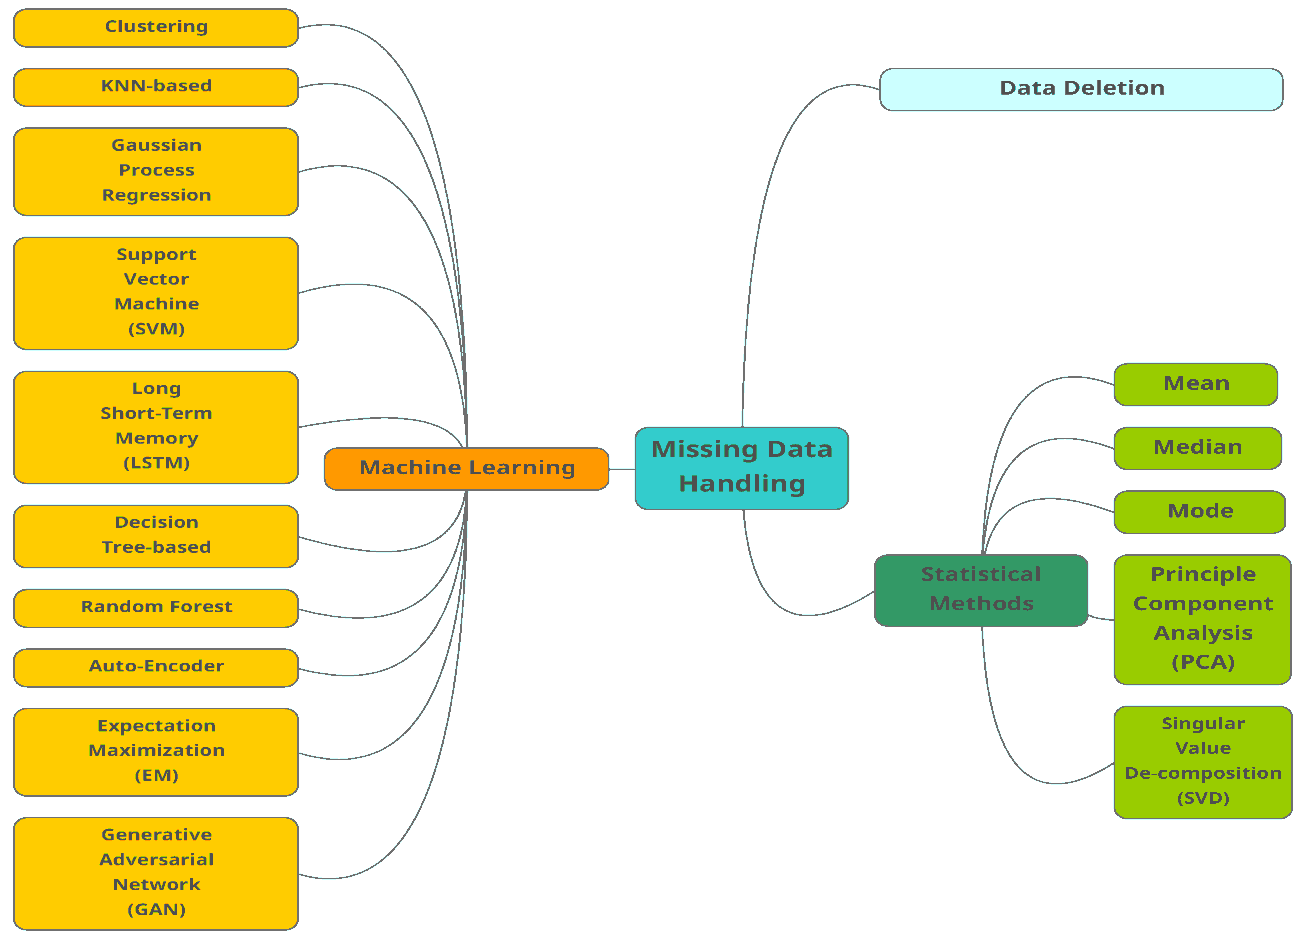 Clustering
KNN-based
Gaussian
Process
Regression
Support
Vector
Machine
(SVM)
Long
Short-Term
Memory
(LSTM)
Decision
Tree-based
Random Forest
Auto-Encoder
Expectation
Maximization
(EM)
Generative
Adversarial
Network
(GAN)
Machine Learning
Missing Data
Handling
Data Deletion
Statistical
Methods
Mean
Median
Mode
Principle
Component
Analysis
(PCA)
Singular
Value
De-composition
(SVD)